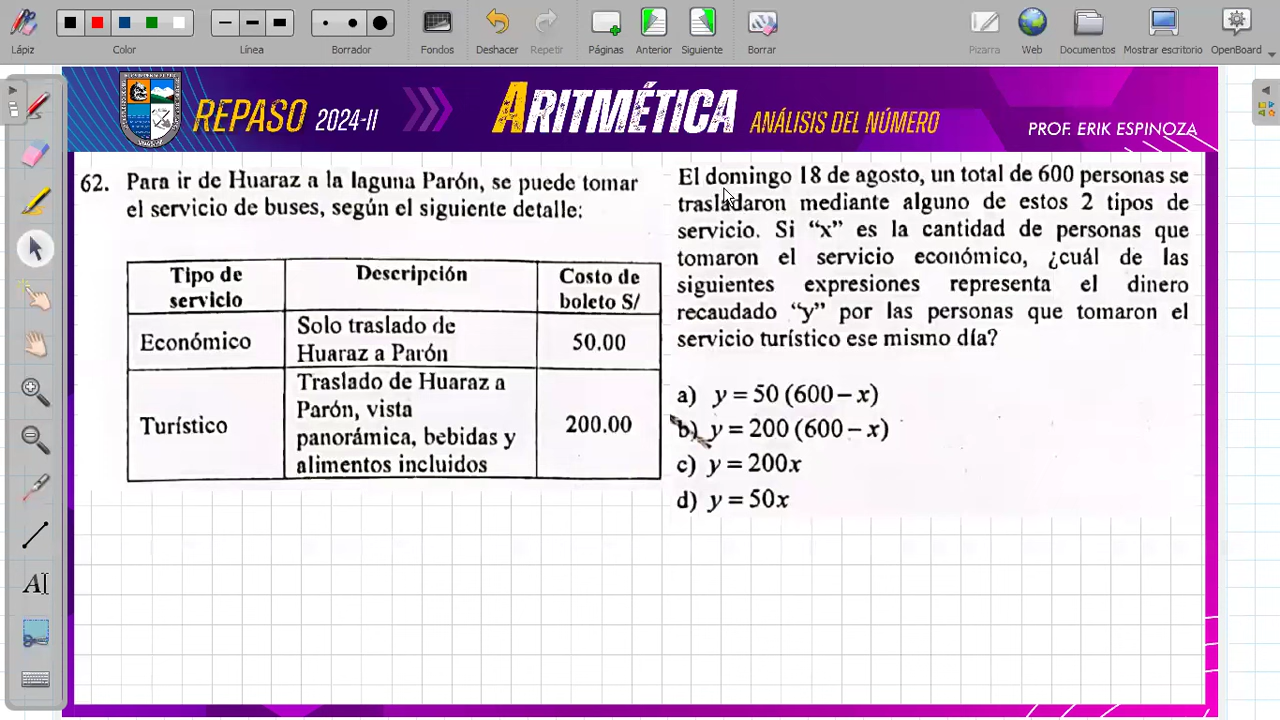 Lápiz
Color
Línea
Borrador
Fondos
Deshacer
Repetir
Páginas
Anterior
Siguiente
Borrar
Pizarra
Web
Documentos
Mostrar escritorio
OpenBoard
REPASO 2024-II
ARITMÉTICA ANÁLISIS DEL NÚMERO
PROF. ERIK ESPINOZA
62. Para ir de Huaraz a la laguna Parón, se puede tomar
el servicio de buses, según el siguiente detalle:
Tipo de
servicio
Descripción
Costo de
boleto S/
Económico
Solo traslado de
Huaraz a Parón
50.00
Turístico
Traslado de Huaraz a
Parón, vista
panorámica, bebidas y
alimentos incluidos
200.00
El domingo 18 de agosto, un total de 600 personas se
trasladaron mediante alguno de estos 2 tipos de
servicio. Si “x” es la cantidad de personas que
tomaron el servicio económico, ¿cuál de las
siguientes expresiones representa el dinero
recaudado “y” por las personas que tomaron el
servicio turístico ese mismo día?
a) y = 50 (600 – x)
b) y = 200 (600 – x)
c) y = 200x
d) y = 50x
AI